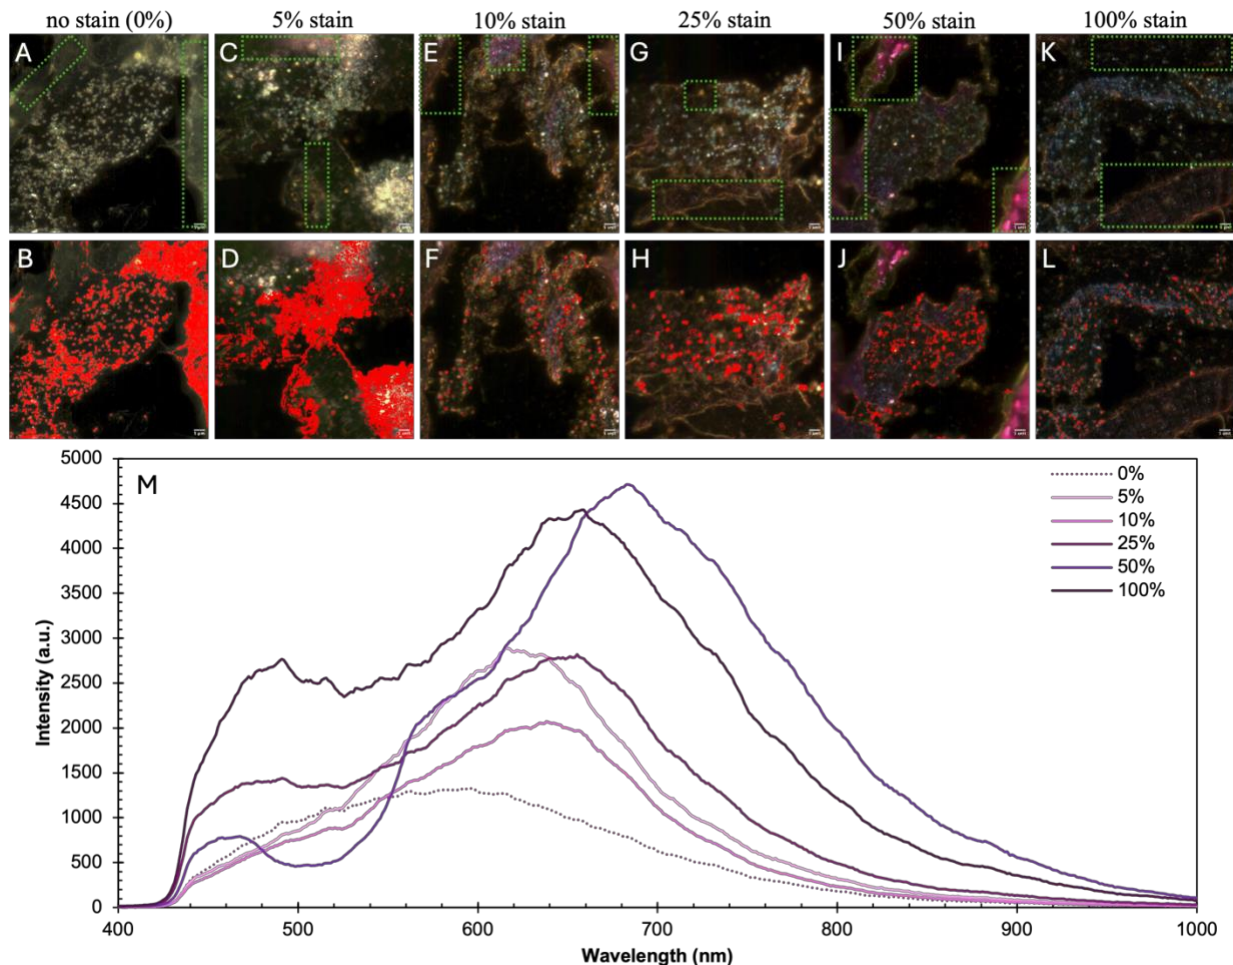 no stain (0%) 5% stain 10% stain 25% stain 50% stain 100% stain
A C E G I K
B D F H J L
M
5000
4500
4000
3500
3000
2500
2000
1500
1000
500
0
Intensity (a.u.)
0%
5%
10%
25%
50%
100%
400 500 600 700 800 900 1000
Wavelength (nm)